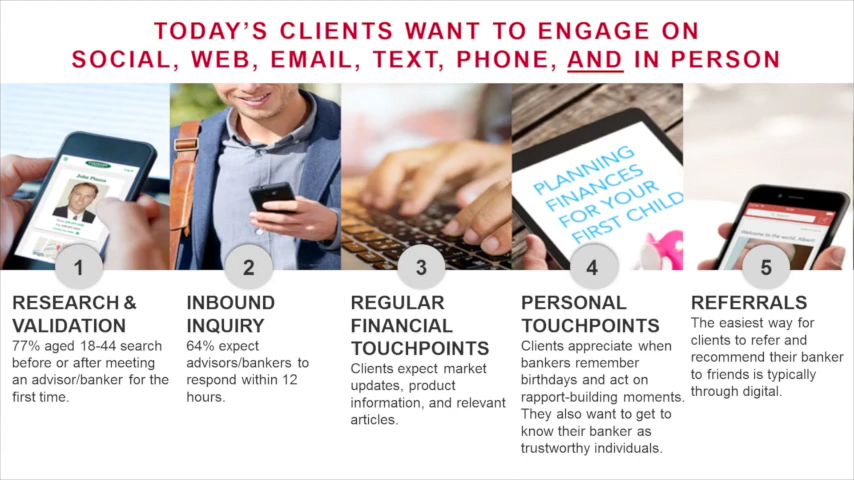 TODAY'S CLIENTS WANT TO ENGAGE ON
SOCIAL, WEB, EMAIL, TEXT, PHONE, AND IN PERSON
PLANNING
FINANCES
FOR YOUR
FIRST CHILD
Welcome to the world,
1
2
3
4
5
RESEARCH &
VALIDATION
77% aged 18-44 search
before or after meeting
an advisor/banker for the
first time.
INBOUND
INQUIRY
64% expect
advisors/bankers to
respond within 12
hours.
REGULAR
FINANCIAL
TOUCHPOINTS
Clients expect market
updates, product
information, and relevant
articles.
PERSONAL
TOUCHPOINTS
Clients appreciate when
bankers remember
birthdays and act on
rapport-building moments.
They also want to get to
know their banker as
trustworthy individuals.
REFERRALS
The easiest way for
clients to refer and
recommend their banker
to friends is typically
through digital.